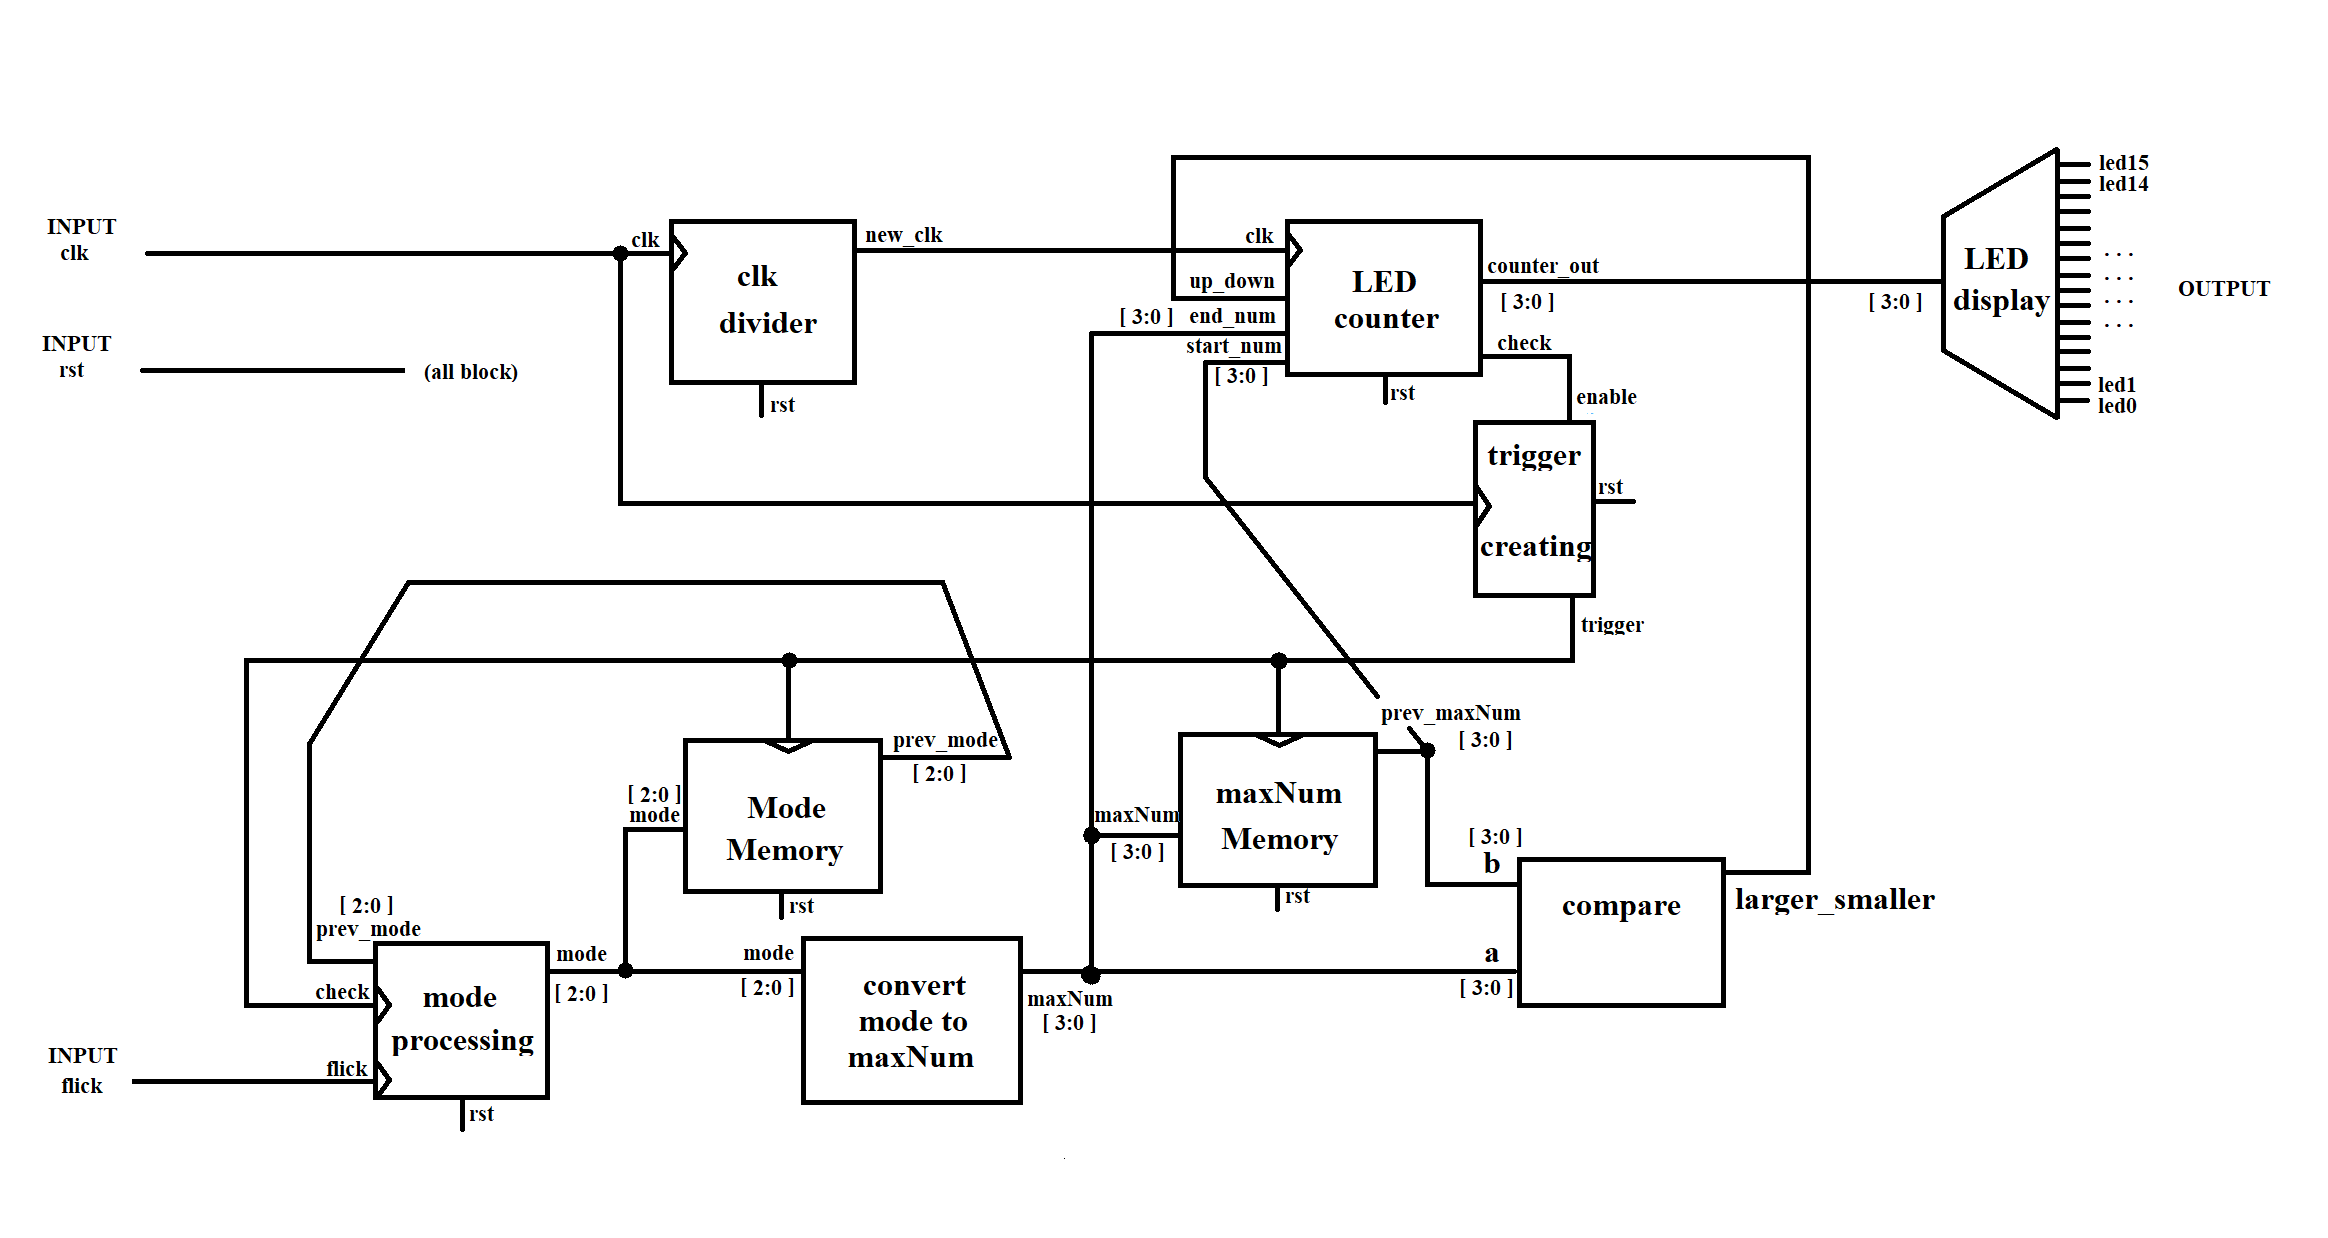 INPUT
clk
INPUT
rst
(all block)
clk
clk
divider
new_clk
rst
clk
up_down
[ 3:0 ] end_num
start_num
[ 3:0 ]
LED
counter
rst
counter_out
[ 3:0 ]
check
enable
trigger
creating
rst
trigger
[ 3:0 ]
LED
display
led15
led14
. . .
. . .
. . .
. . .
led1
led0
OUTPUT
prev_mode
[ 2:0 ]
[ 2:0 ]
mode
Mode
Memory
rst
prev_maxNum
[ 3:0 ]
maxNum
[ 3:0 ]
maxNum
Memory
rst
[ 3:0 ]
b
a
[ 3:0 ]
compare
larger_smaller
[ 2:0 ]
prev_mode
check
mode
processing
INPUT
flick
flick
rst
mode
[ 2:0 ]
mode
[ 2:0 ]
convert
mode to
maxNum
maxNum
[ 3:0 ]